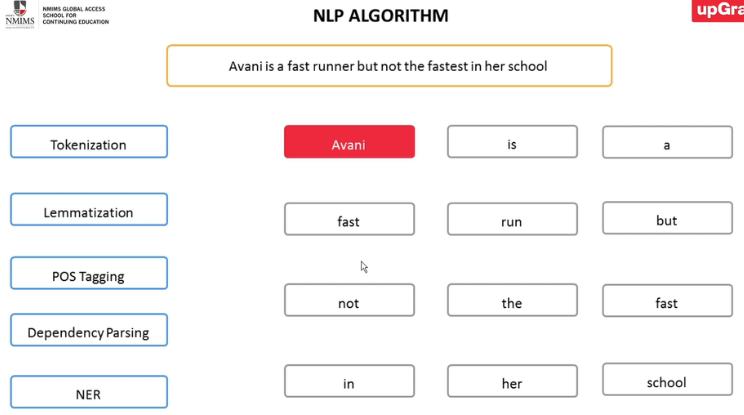 NMIMS
NMIMS GLOBAL ACCESS
SCHOOL FOR
CONTINUING EDUCATION
NLP ALGORITHM
upGra
Avani is a fast runner but not the fastest in her school
Tokenization
Avani
is
a
Lemmatization
fast
run
but
POS Tagging
not
the
fast
Dependency Parsing
NER
in
her
school